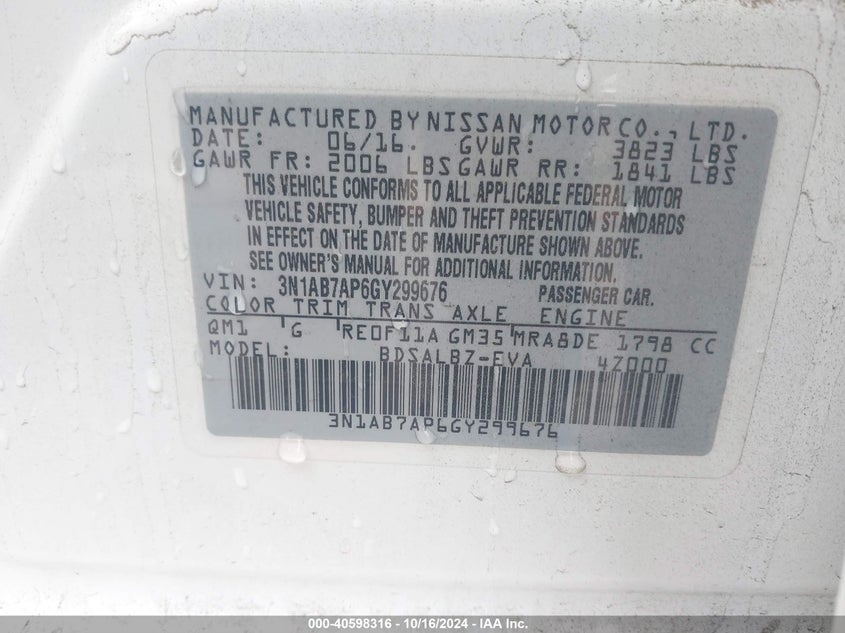 MANUFACTURED BY NISSAN MOTOR CO., LTD.
DATE: 06/16. GVWR: 3823 LBS
GAWR FR: 2006 LBS GAWR RR: 1841 LBS
THIS VEHICLE CONFORMS TO ALL APPLICABLE FEDERAL MOTOR
VEHICLE SAFETY, BUMPER AND THEFT PREVENTION STANDARDS
IN EFFECT ON THE DATE OF MANUFACTURE SHOWN ABOVE.
SEE OWNER'S MANUAL FOR ADDITIONAL INFORMATION.
VIN: 3N1AB7AP6GY299676 PASSENGER CAR.
COLOR TRIM TRANS AXLE ENGINE
QM1 G RE0F11A GM35 MRA8DE 1798 CC
MODEL: BDSALBZ-EVA 4Z000
3N1AB7AP6GY299676
000-40598316 - 10/16/2024 - IAA Inc.